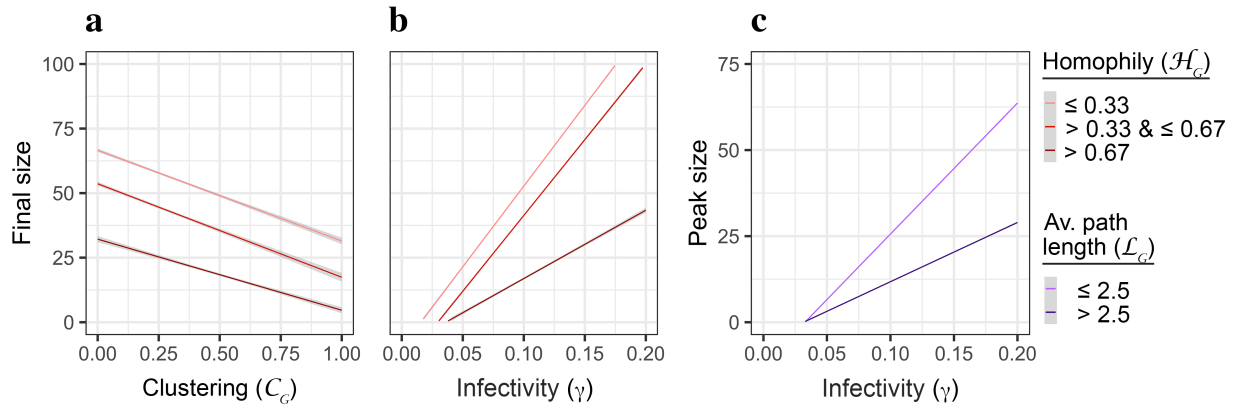 a
b
c
Final size
100
75
50
25
0
0.00 0.25 0.50 0.75 1.00
Clustering (C_G)
0.00 0.05 0.10 0.15 0.20
Infectivity (γ)
Peak size
75
50
25
0
0.00 0.05 0.10 0.15 0.20
Infectivity (γ)
Homophily (ℋ_G)
≤ 0.33
> 0.33 & ≤ 0.67
> 0.67
Av. path
length (ℒ_G)
≤ 2.5
> 2.5